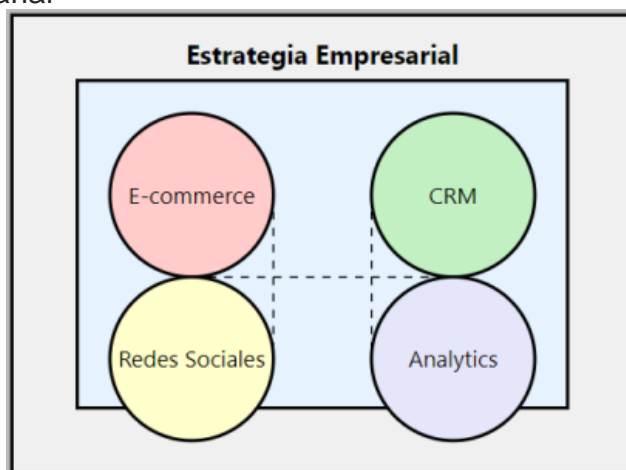 Estrategia Empresarial
E-commerce
CRM
Redes Sociales
Analytics